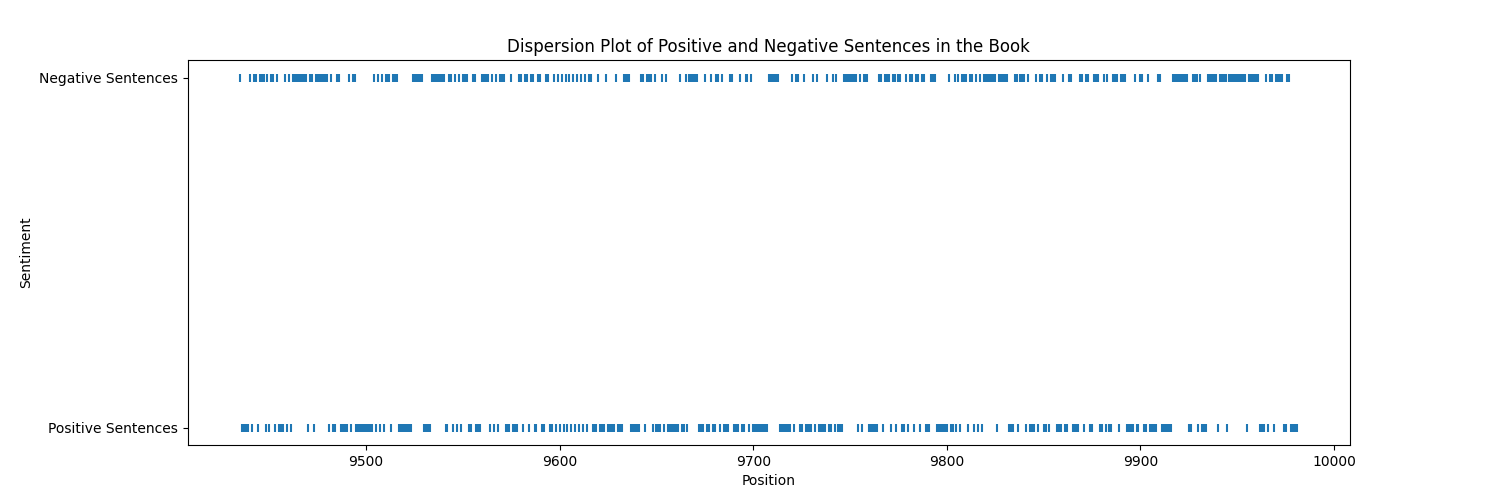 Dispersion Plot of Positive and Negative Sentences in the Book
Negative Sentences
Sentiment
Positive Sentences
9500 9600 9700 9800 9900 10000
Position